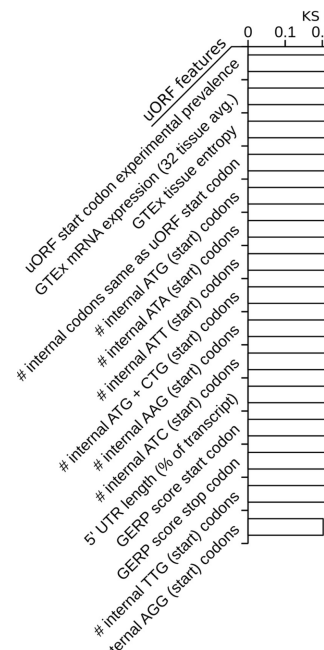 KS
0 0.1
uORF features
uORF start codon experimental prevalence
GTEx mRNA expression (32 tissue avg.)
GTEx tissue entropy
# internal codons same as uORF start codon
# internal ATG (start) codons
# internal ATA (start) codons
# internal ATT (start) codons
# internal ATG + CTG (start) codons
# internal AAG (start) codons
# internal ATC (start) codons
5' UTR length (% of transcript)
GERP score start codon
GERP score stop codon
# internal TTG (start) codons
AGG (start) codons